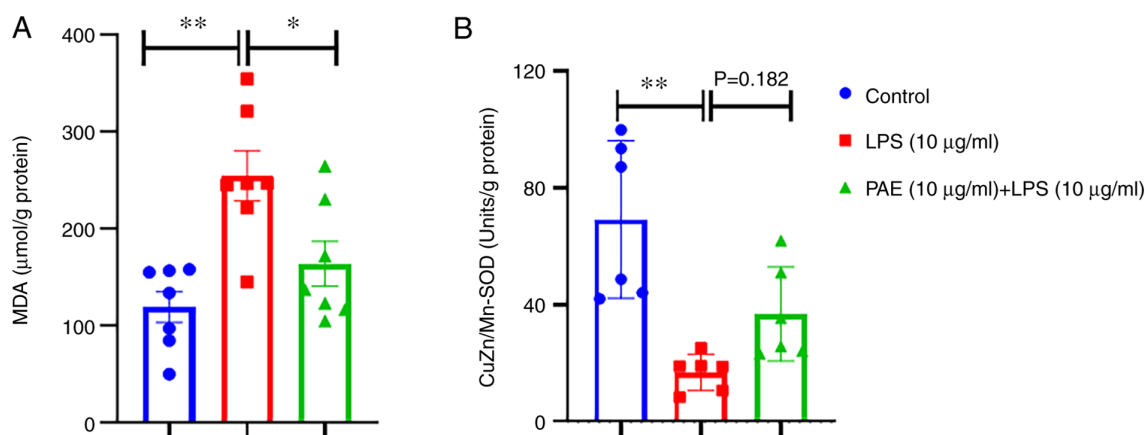 A
MDA (μmol/g protein)
400
300
200
100
0
**
*
B
CuZn/Mn-SOD (Units/g protein)
120
80
40
0
**
P=0.182
Control
LPS (10 μg/ml)
PAE (10 μg/ml)+LPS (10 μg/ml)